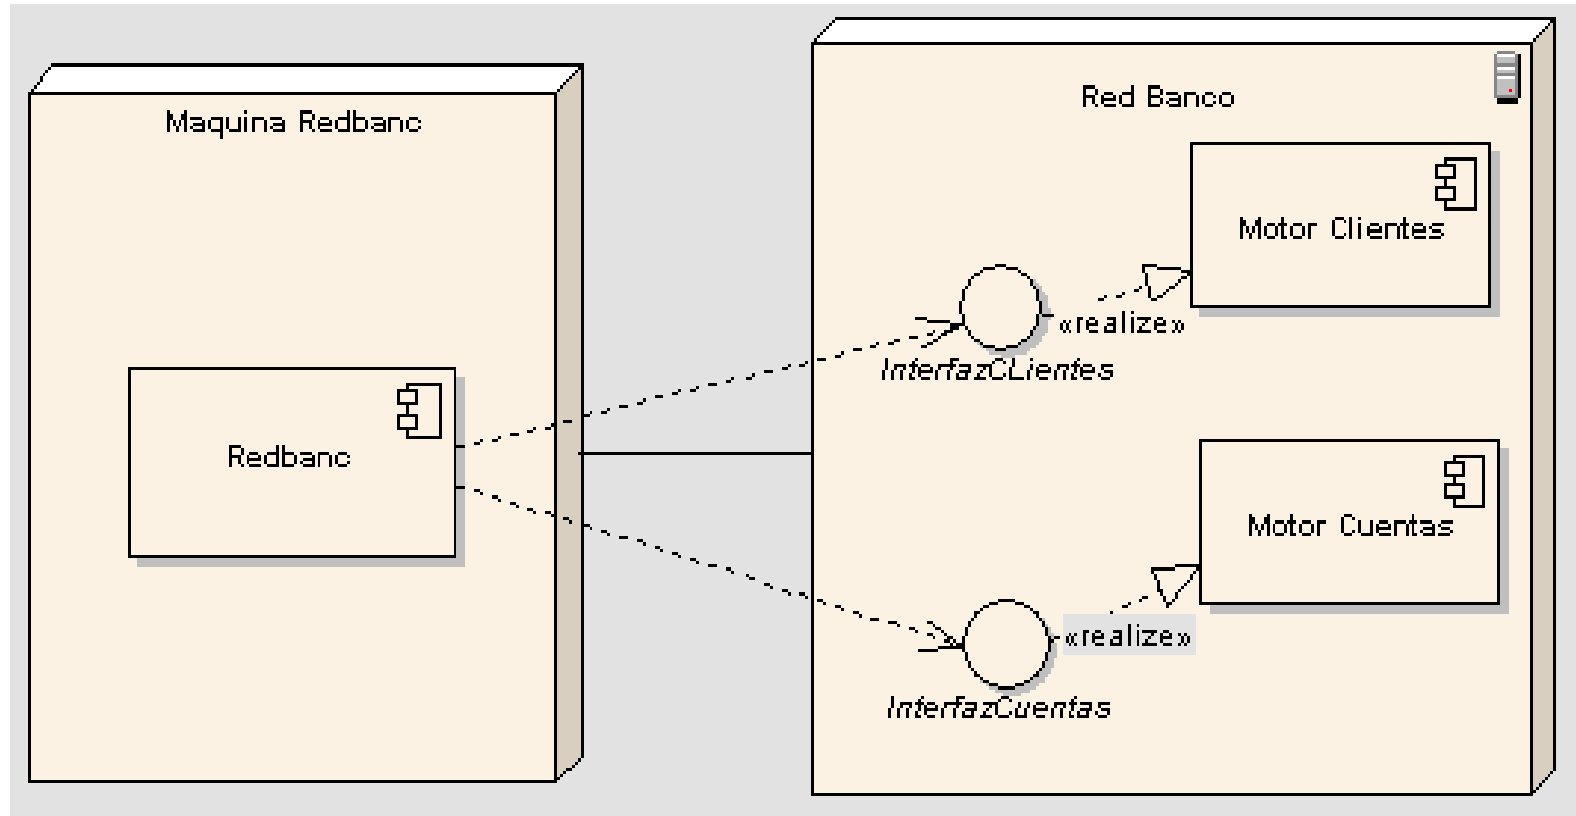 Maquina Redbanc
Redbanc
Red Banco
Motor Clientes
«realize»
InterfazCLientes
Motor Cuentas
«realize»
InterfazCuentas